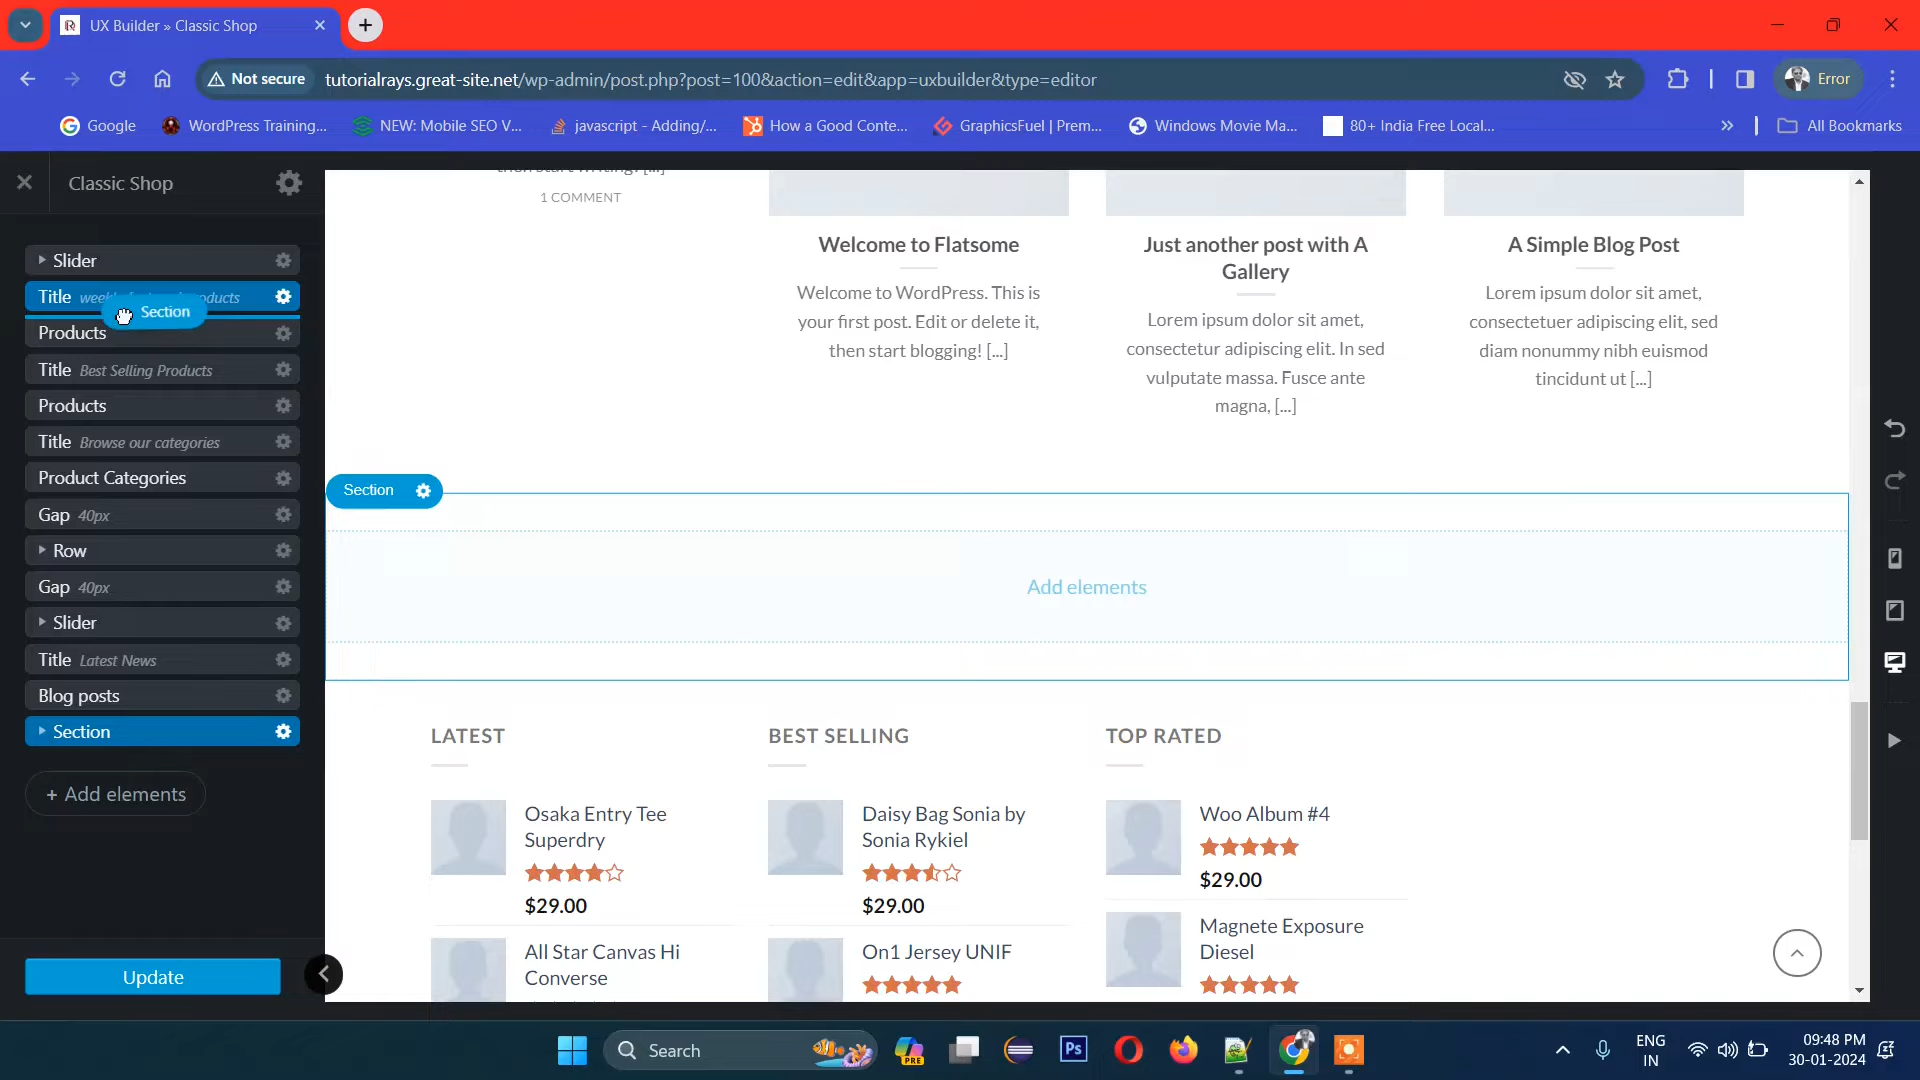 UX Builder » Classic Shop
Not secure
tutorialrays.great-site.net/wp-admin/post.php?post=100&action=edit&app=uxbuilder&type=editor
Error
Google
WordPress Training...
NEW: Mobile SEO V...
javascript - Adding/...
How a Good Conte...
GraphicsFuel | Prem...
Windows Movie Ma...
80+ India Free Local...
»
All Bookmarks
Classic Shop
Slider
Title
products
Section
Products
Title Best Selling Products
Products
Title Browse our categories
Product Categories
Gap 40px
Row
Gap 40px
Slider
Title Latest News
Blog posts
Section
+ Add elements
Update
1 COMMENT
Welcome to Flatsome
Welcome to WordPress. This is
your first post. Edit or delete it,
then start blogging! [...]
Just another post with A
Gallery
Lorem ipsum dolor sit amet,
consectetur adipiscing elit. In sed
vulputate massa. Fusce ante
magna, [...]
A Simple Blog Post
Lorem ipsum dolor sit amet,
consectetuer adipiscing elit, sed
diam nonummy nibh euismod
tincidunt ut [...]
Section
Add elements
LATEST
Osaka Entry Tee
Superdry
$29.00
All Star Canvas Hi
Converse
BEST SELLING
Daisy Bag Sonia by
Sonia Rykiel
$29.00
On1 Jersey UNIF
TOP RATED
Woo Album #4
$29.00
Magnete Exposure
Diesel
Search
PRE
Ps
ENG
IN
09:48 PM
30-01-2024